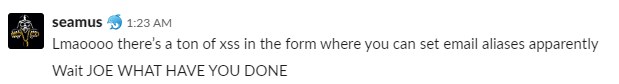 seamus 🐬 1:23 AM
Lmaoooo there's a ton of xss in the form where you can set email aliases apparently
Wait JOE WHAT HAVE YOU DONE